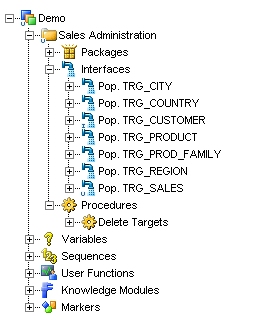 Demo
Sales Administration
Packages
Interfaces
Pop. TRG_CITY
Pop. TRG_COUNTRY
Pop. TRG_CUSTOMER
Pop. TRG_PRODUCT
Pop. TRG_PROD_FAMILY
Pop. TRG_REGION
Pop. TRG_SALES
Procedures
Delete Targets
Variables
Sequences
User Functions
Knowledge Modules
Markers